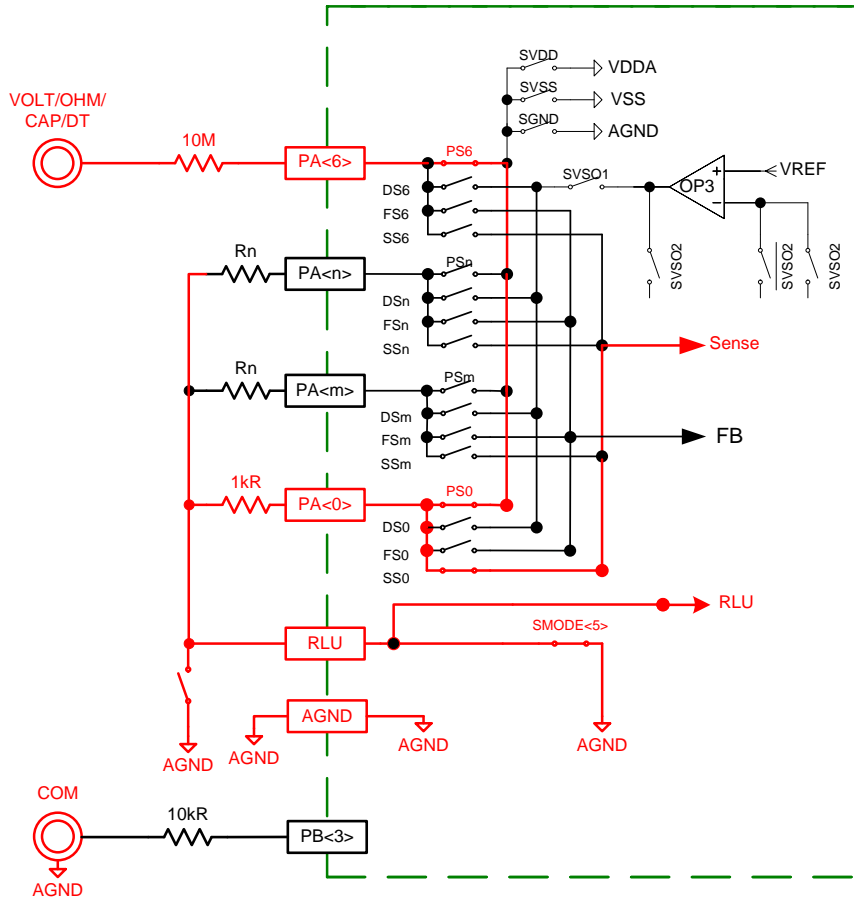 SVDD
VDDA
SVSS
VSS
SGND
AGND
VOLT/OHM/
CAP/DT
10M
PA<6>
PS6
DS6
FS6
SS6
SVSO1
OP3
+
−
VREF
SVSO2
SVSO2
SVSO2
Rn
PA<n>
PSn
DSn
FSn
SSn
Sense
Rn
PA<m>
PSm
DSm
FSm
SSm
FB
1kR
PA<0>
PS0
DS0
FS0
SS0
RLU
RLU
SMODE<5>
AGND
AGND
AGND
AGND
AGND
COM
10kR
PB<3>
AGND